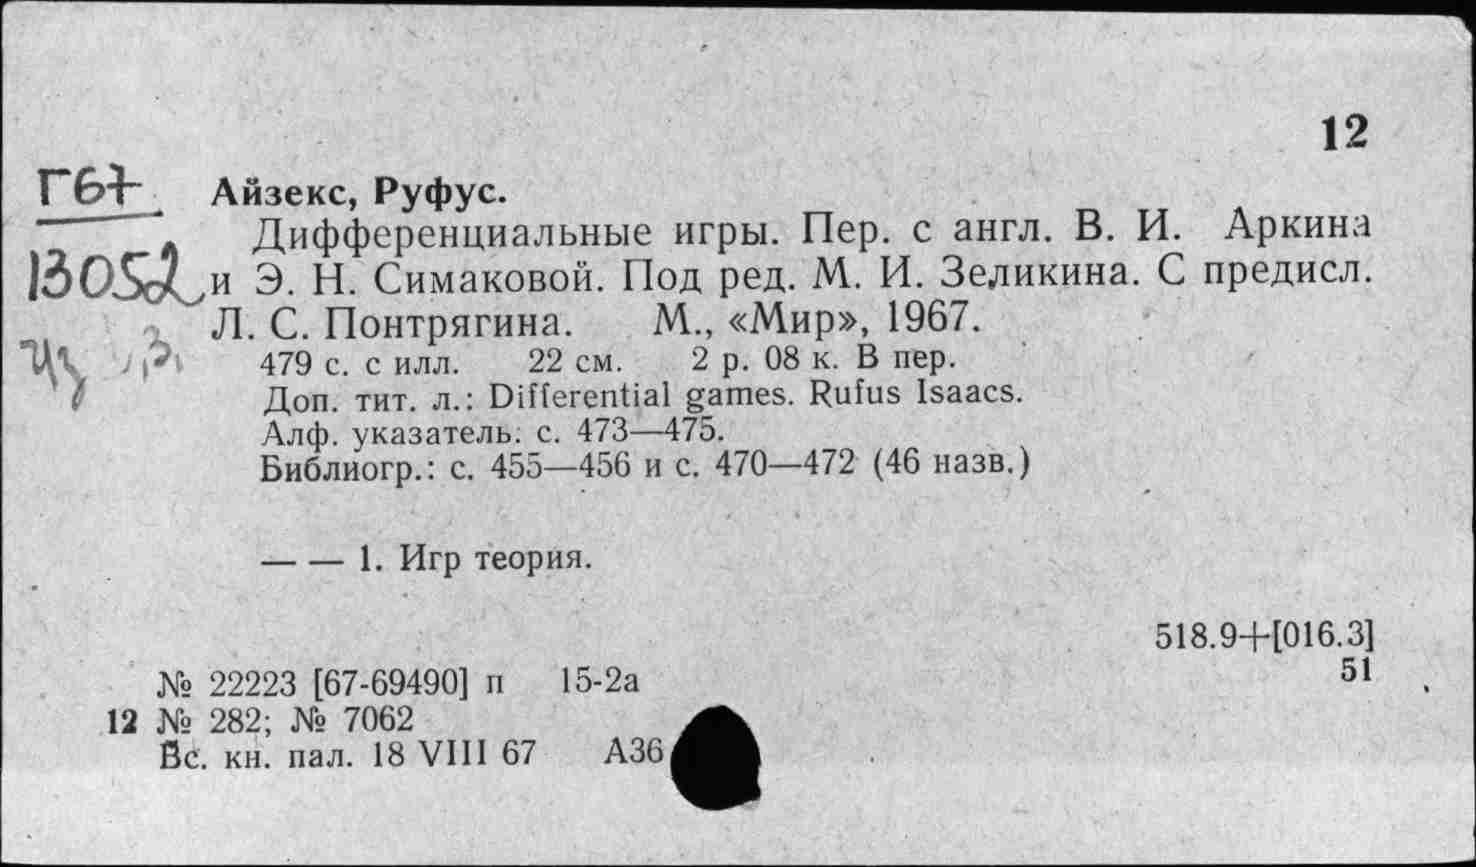 12
Г67
13052
Айзекс, Руфус.
Дифференциальные игры. Пер. с англ. В. И. Аркина
и Э. Н. Симаковой. Под ред. М. И. Зеликина. С предисл.
Л. С. Понтрягина. М., «Мир», 1967.
479 с. с илл. 22 см. 2 р. 08 к. В пер.
Доп. тит. л.: Differential games. Rufus Isaacs.
Алф. указатель: с. 473—475.
Библиогр.: с. 455—456 и с. 470—472 (46 назв.)
— — 1. Игр теория.
518.9+[016.3]
51
№ 22223 [67-69490] п 15-2а
12 № 282; № 7062
Вс. кн. пал. 18 VIII 67 А36